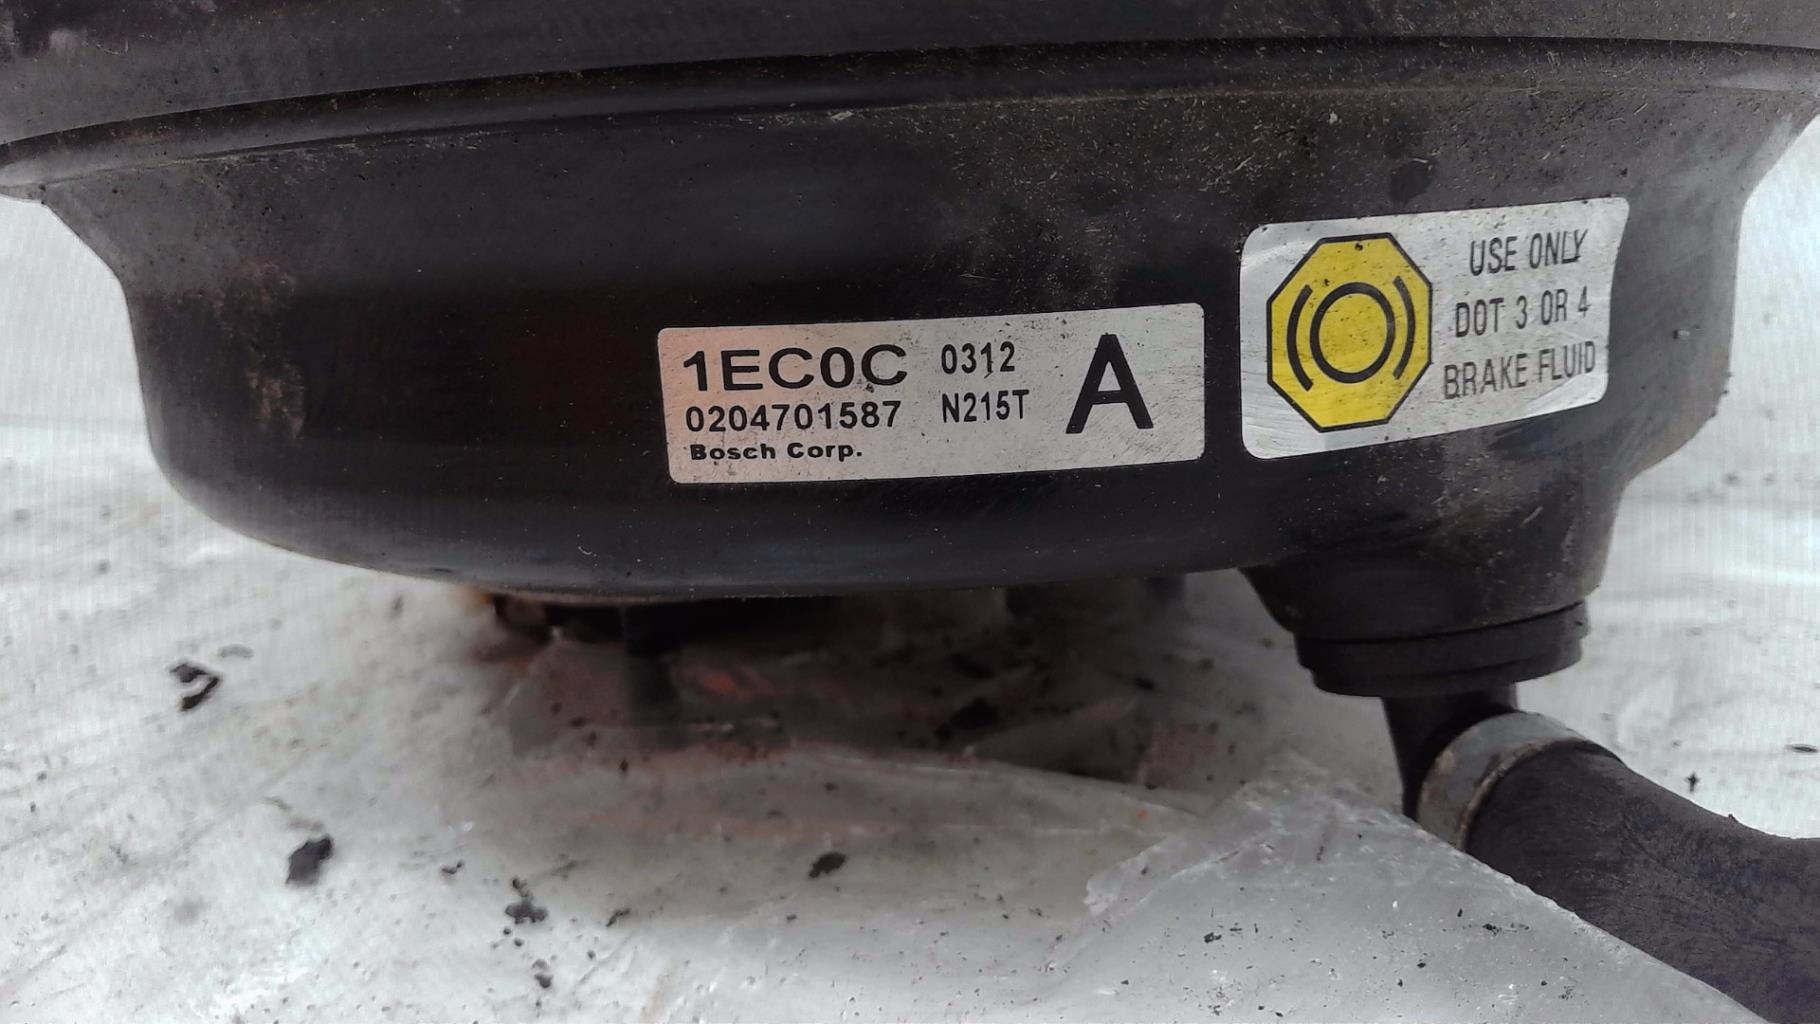 1EC0C 0312
0204701587 N215T
Bosch Corp.
A
USE ONLY
DOT 3 OR 4
BRAKE FLUID